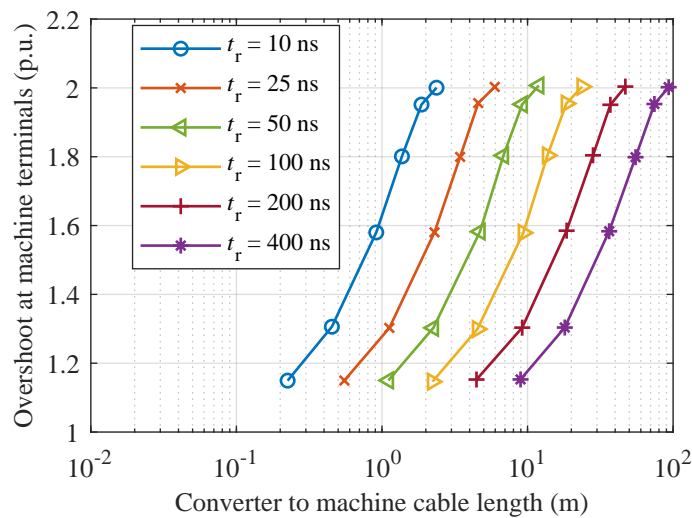 2.2
2
1.8
1.6
1.4
1.2
1
Overshoot at machine terminals (p.u.)
t_r = 10 ns
t_r = 25 ns
t_r = 50 ns
t_r = 100 ns
t_r = 200 ns
t_r = 400 ns
10^-2 10^-1 10^0 10^1 10^2
Converter to machine cable length (m)